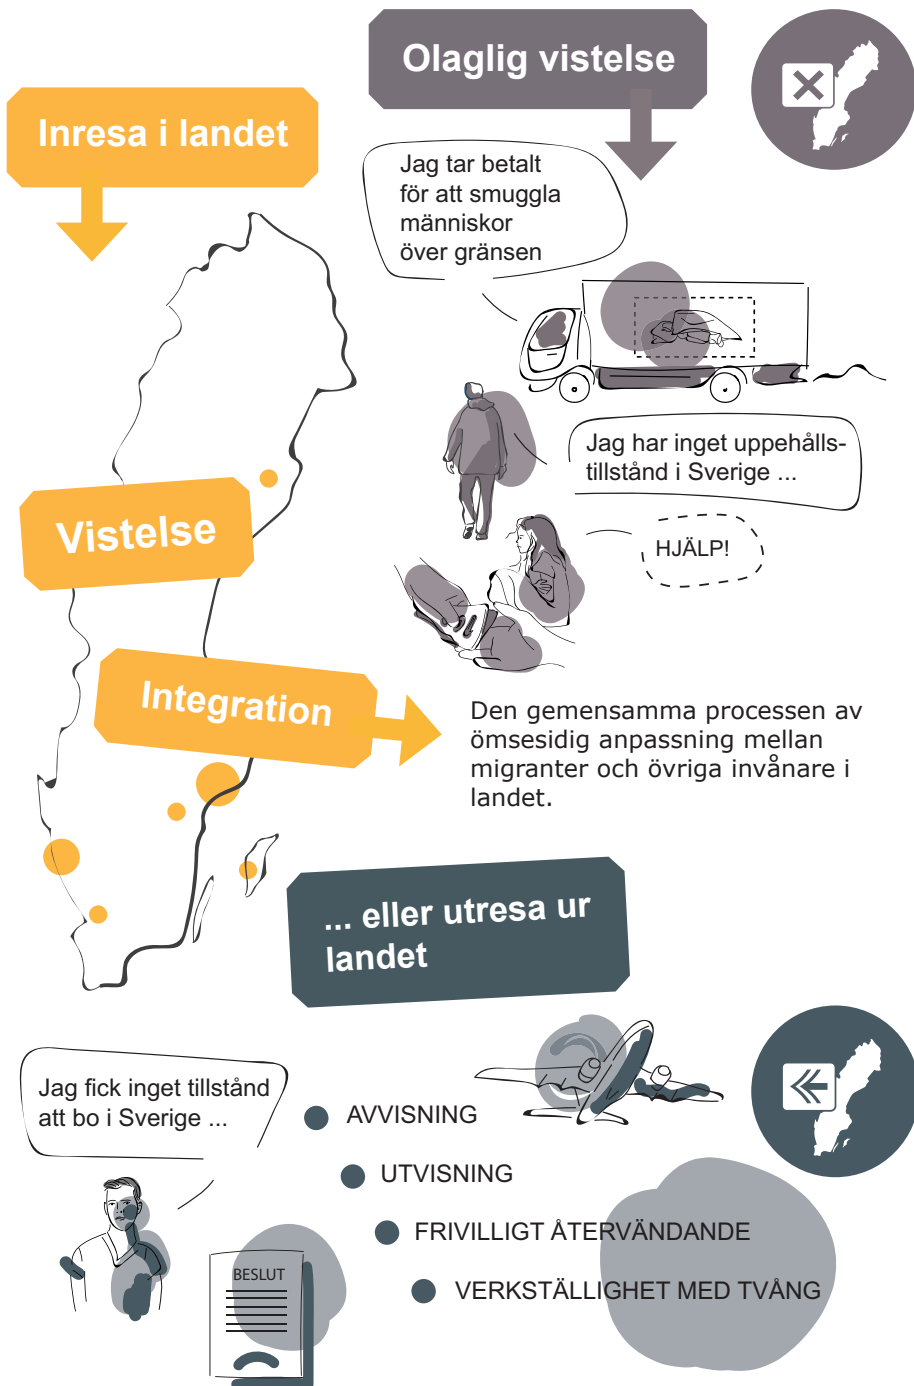 Olaglig vistelse
Inresa i landet
Jag tar betalt
för att smuggla
människor
över gränsen
Jag har inget uppehålls-
tillstånd i Sverige ...
HJÄLP!
Vistelse
Integration
Den gemensamma processen av
ömsesidig anpassning mellan
migranter och övriga invånare i
landet.
... eller utresa ur
landet
Jag fick inget tillstånd
att bo i Sverige ...
AVVISNING
UTVISNING
FRIVILLIGT ÅTERVÄNDANDE
VERKSTÄLLIGHET MED TVÅNG
BESLUT